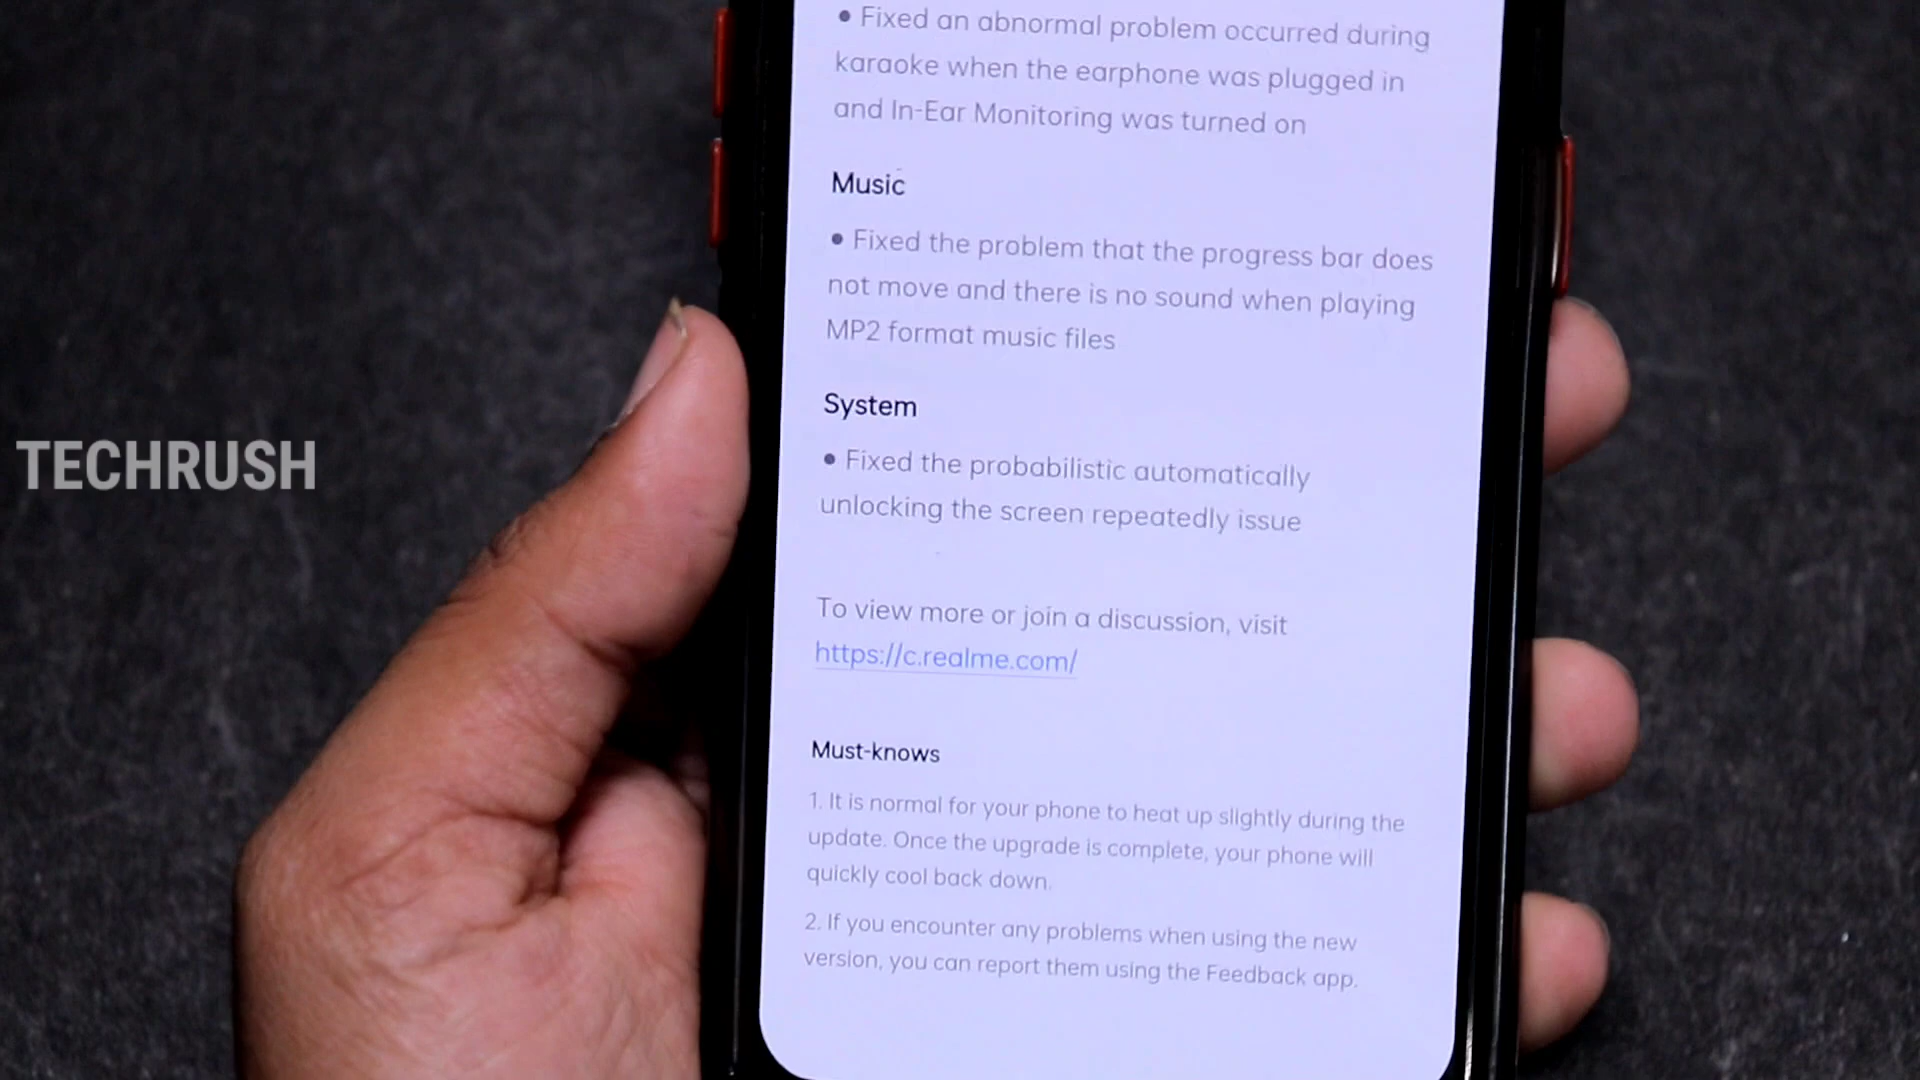 • Fixed an abnormal problem occurred during
karaoke when the earphone was plugged in
and In-Ear Monitoring was turned on
Music
• Fixed the problem that the progress bar does
not move and there is no sound when playing
MP2 format music files
System
• Fixed the probabilistic automatically
unlocking the screen repeatedly issue
To view more or join a discussion, visit
https://c.realme.com/
Must-knows
1. It is normal for your phone to heat up slightly during the
update. Once the upgrade is complete, your phone will
quickly cool back down.
2. If you encounter any problems when using the new
version, you can report them using the Feedback app.
TECHRUSH